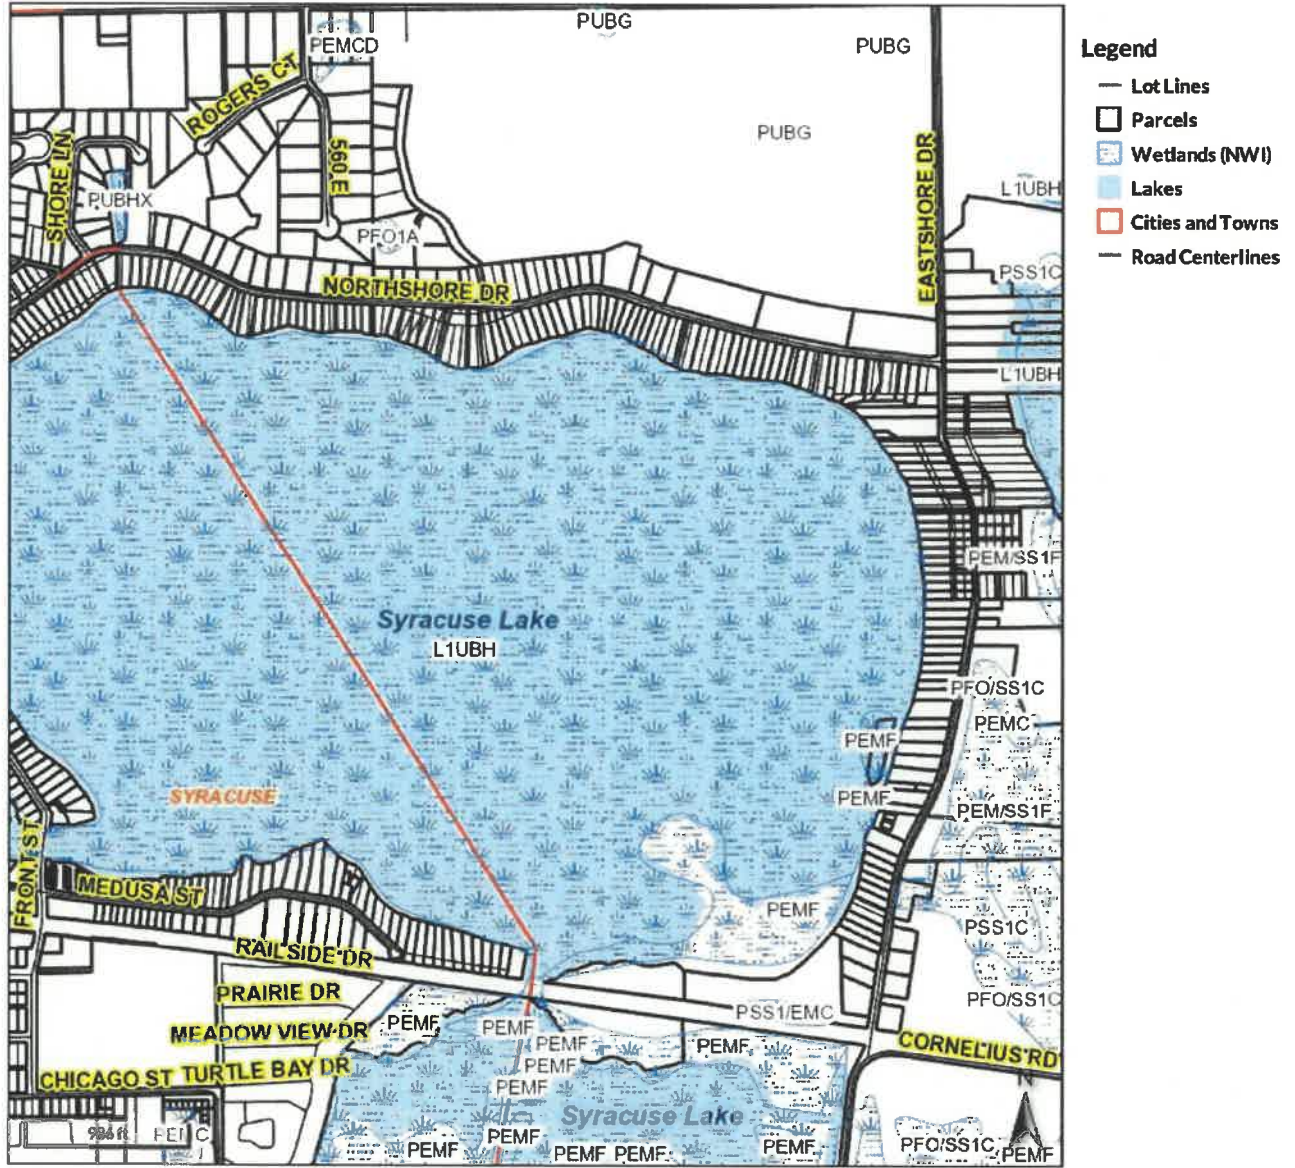 PUBG
PEMCD
PUBG
Legend
ROGERS CT
Lot Lines
Parcels
PUBG
560 E
EASTSHORE DR
Wetlands (NWI)
SHORE LN
PUBHX
L1UBH
Lakes
PFO1A
Cities and Towns
PSS1C
Road Centerlines
NORTHSHORE DR
L1UBH
PEM/SS1F
Syracuse Lake
L1UBH
PFO/SS1C
PEMC
PEMF
SYRACUSE
PEMF
PEM/SS1F
FRONT ST
MEDUSA ST
PEMF
PSS1C
RAILSIDE DR
PRAIRIE DR
PFO/SS1C
PSS1/EMC
MEADOW VIEW DR
PEMF
PEMF
PEMF
PEMF
CORNELIUS RD
CHICAGO ST
TURTLE BAY DR
PEMF
PEMF
N
Syracuse Lake
PEMF
PEMF
PEMF
PEMF
PEMF
PFO/SS1C
PEMF